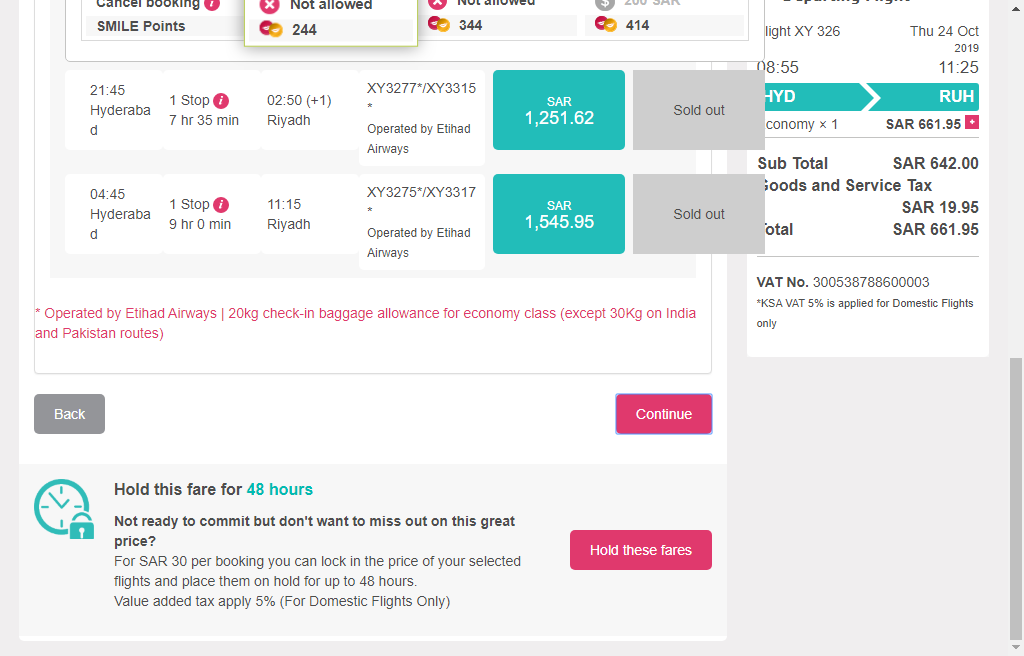 Cancel booking
Not allowed
Not allowed
200 SAR
SMILE Points
244
344
414
21:45
Hyderaba
d
1 Stop
7 hr 35 min
02:50 (+1)
Riyadh
XY3277*/XY3315
*
Operated by Etihad
Airways
SAR
1,251.62
Sold out
04:45
Hyderaba
d
1 Stop
9 hr 0 min
11:15
Riyadh
XY3275*/XY3317
*
Operated by Etihad
Airways
SAR
1,545.95
Sold out
* Operated by Etihad Airways | 20kg check-in baggage allowance for economy class (except 30Kg on India
and Pakistan routes)
Back
Continue
Hold this fare for 48 hours
Not ready to commit but don't want to miss out on this great
price?
For SAR 30 per booking you can lock in the price of your selected
flights and place them on hold for up to 48 hours.
Value added tax apply 5% (For Domestic Flights Only)
Hold these fares
Departing Flight
light XY 326
Thu 24 Oct
2019
08:55
11:25
HYD
RUH
conomy × 1
SAR 661.95
Sub Total
SAR 642.00
Goods and Service Tax
SAR 19.95
Total
SAR 661.95
VAT No. 300538788600003
*KSA VAT 5% is applied for Domestic Flights
only